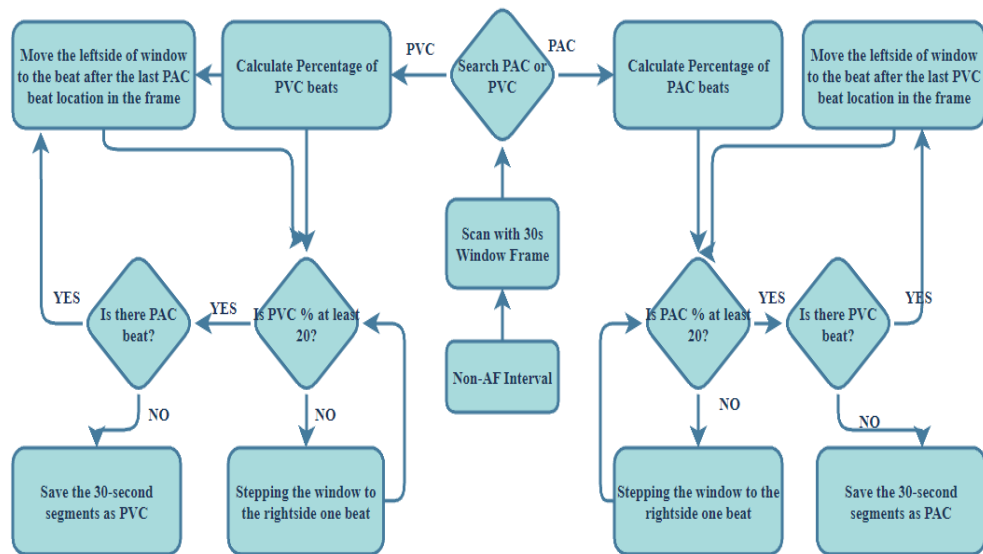 Move the leftside of window
to the beat after the last PAC
beat location in the frame
Calculate Percentage of
PVC beats
PVC
Search PAC or
PVC
PAC
Calculate Percentage of
PAC beats
Move the leftside of window
to the beat after the last PVC
beat location in the frame
Scan with 30s
Window Frame
YES
Is there PAC
beat?
YES
Is PVC % at least
20?
Non-AF Interval
Is PAC % at least
20?
YES
Is there PVC
beat?
YES
NO
NO
NO
NO
Save the 30-second
segments as PVC
Stepping the window to
the rightside one beat
Stepping the window to the
rightside one beat
Save the 30-second
segments as PAC